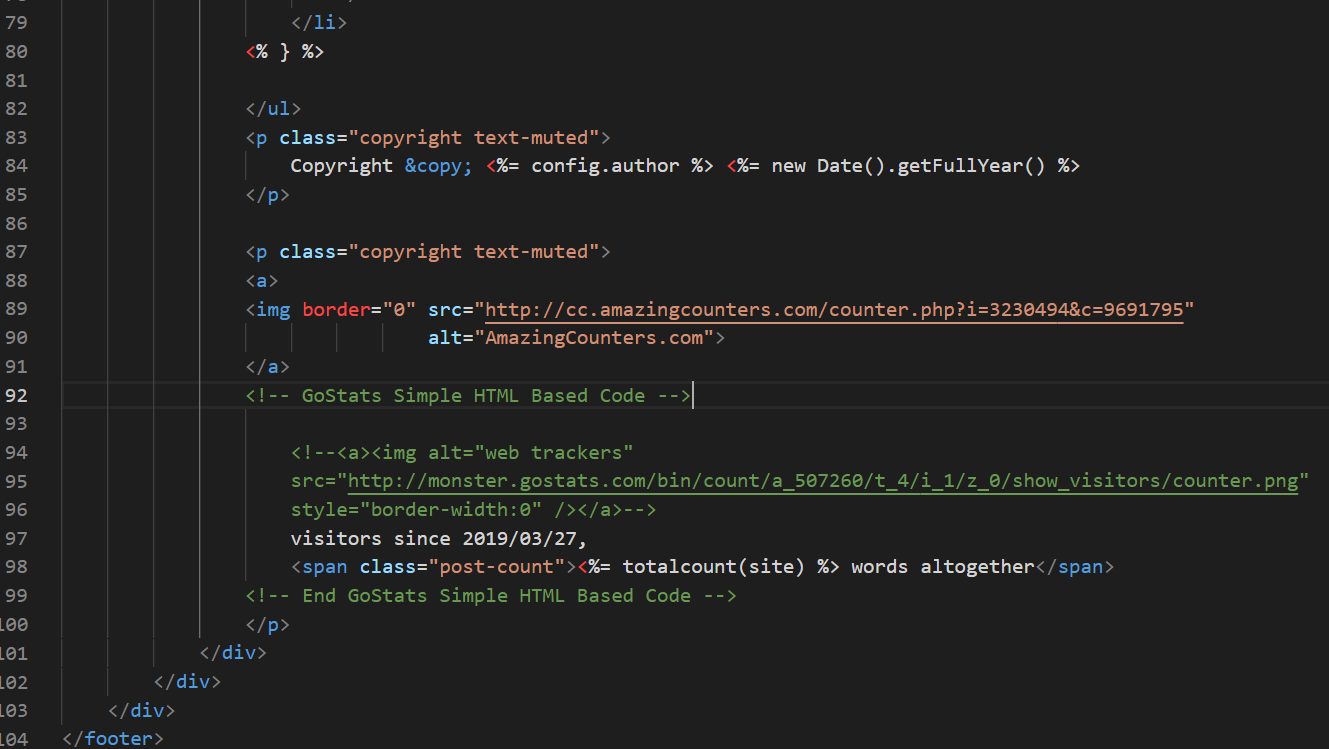 79 </li>
80 <% } %>
81
82 </ul>
83 <p class="copyright text-muted">
84 Copyright &copy; <%= config.author %> <%= new Date().getFullYear() %>
85 </p>
86
87 <p class="copyright text-muted">
88 <a>
89 <img border="0" src="http://cc.amazingcounters.com/counter.php?i=3230494&c=9691795"
90 alt="AmazingCounters.com">
91 </a>
92 <!-- GoStats Simple HTML Based Code -->
93
94 <!--<a><img alt="web trackers"
95 src="http://monster.gostats.com/bin/count/a_507260/t_4/i_1/z_0/show_visitors/counter.png"
96 style="border-width:0" /></a>-->
97 visitors since 2019/03/27,
98 <span class="post-count"><%= totalcount(site) %> words altogether</span>
99 <!-- End GoStats Simple HTML Based Code -->
100 </p>
101 </div>
102 </div>
103 </div>
104 </footer>